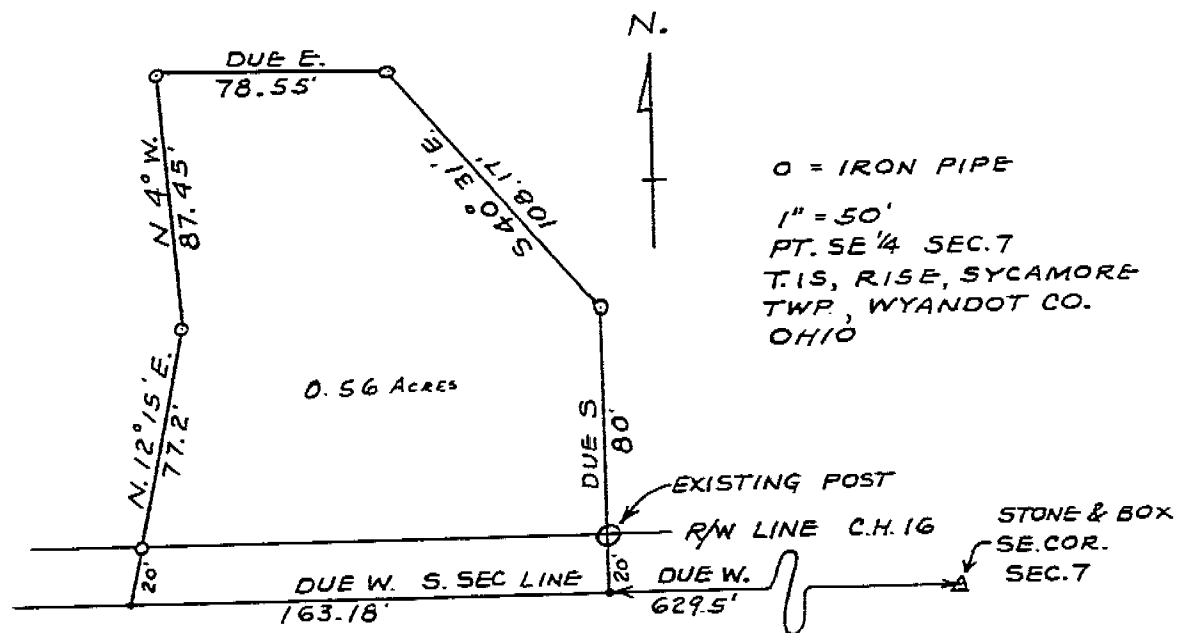 N.
DUE E.
78.55'
N 4° W.
87.45'
S 40° 31' E.
108.17'
O = IRON PIPE
1" = 50'
PT. SE 1/4 SEC. 7
T.1S, R15E, SYCAMORE
TWP., WYANDOT CO.
OHIO
N. 12° 15' E.
77.2'
0.56 ACRES
DUE S
80'
EXISTING POST
R/W LINE C.H. 16
STONE & BOX
SE. COR.
SEC. 7
20'
DUE W. S. SEC LINE
163.18'
20'
DUE W.
629.5'